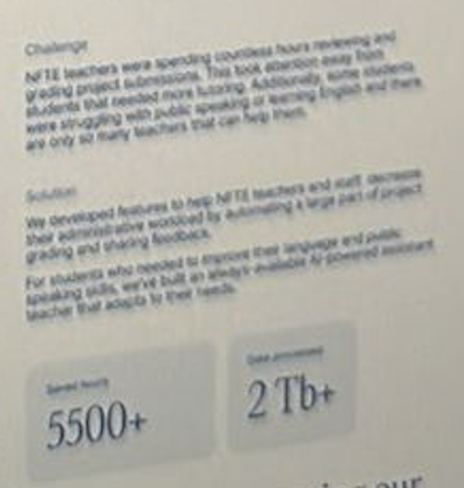 Challenge
NFTE teachers were spending countless hours reviewing and
grading project submissions. This took attention away from
students that needed more tutoring. Additionally, some students
were struggling with public speaking or learning English and there
are only so many teachers that can help them.
Solution
We developed features to help NFTE teachers and staff decrease
their administrative workload by automating a large part of project
grading and sharing feedback.
For students who needed to improve their language and public
speaking skills, we've built an always-available AI-powered assistant
teacher that adapts to their needs.
Saved hours
5500+
Data processed
2 Tb+
our